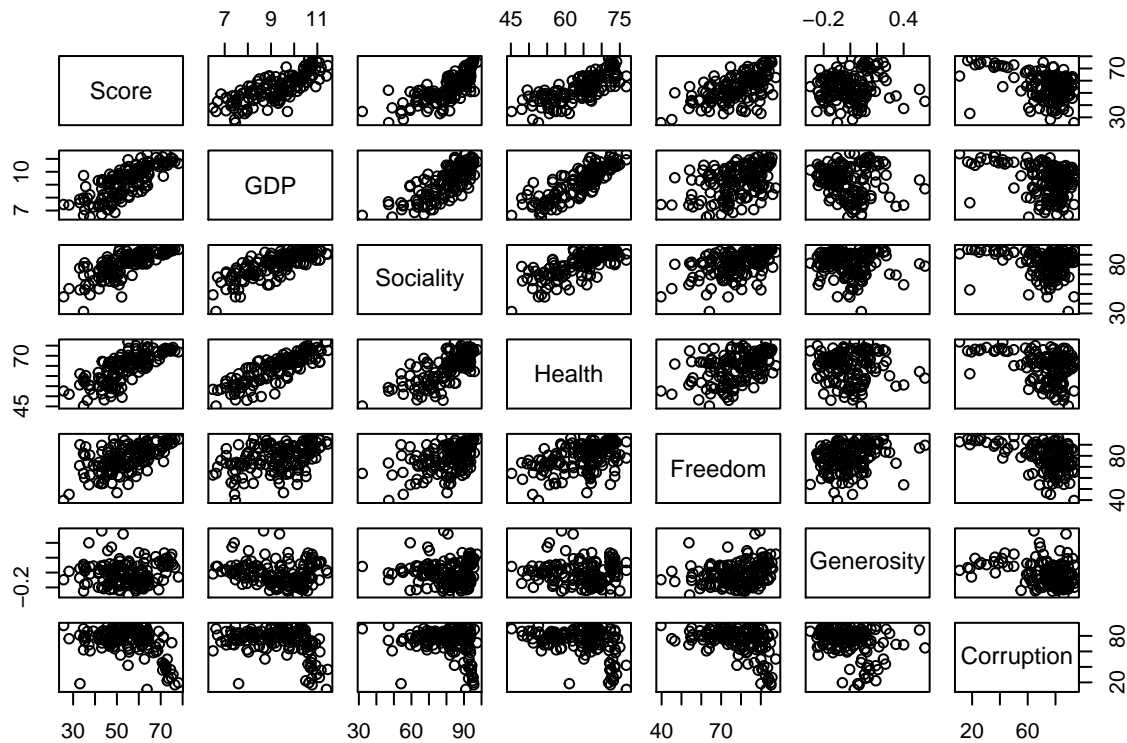 7 9 11
45 60 75
−0.2 0.4
Score
30 70
7 10
GDP
Sociality
30 80
45 70
Health
Freedom
40 80
−0.2
Generosity
Corruption
20 80
30 50 70
30 60 90
40 70
20 60